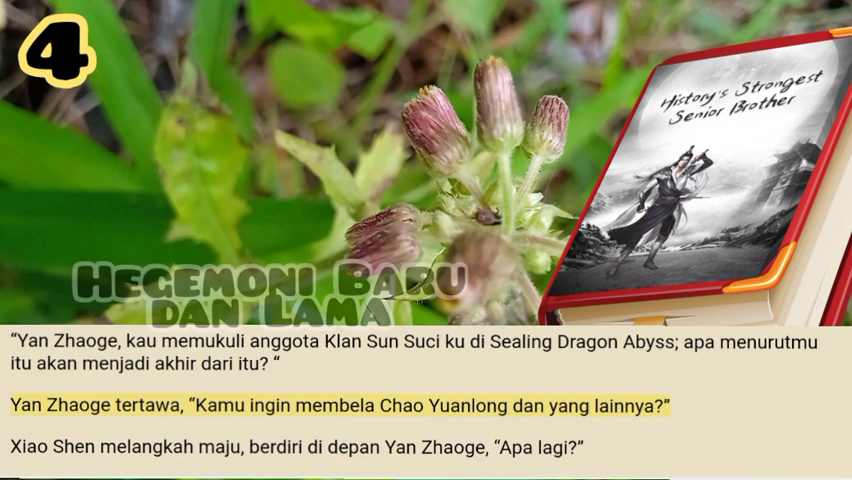 4
History's Strongest
Senior Brother
Hegemoni Baru
dan Lama
“Yan Zhaoge, kau memukuli anggota Klan Sun Suci ku di Sealing Dragon Abyss; apa menurutmu
itu akan menjadi akhir dari itu? “
Yan Zhaoge tertawa, “Kamu ingin membela Chao Yuanlong dan yang lainnya?”
Xiao Shen melangkah maju, berdiri di depan Yan Zhaoge, “Apa lagi?”